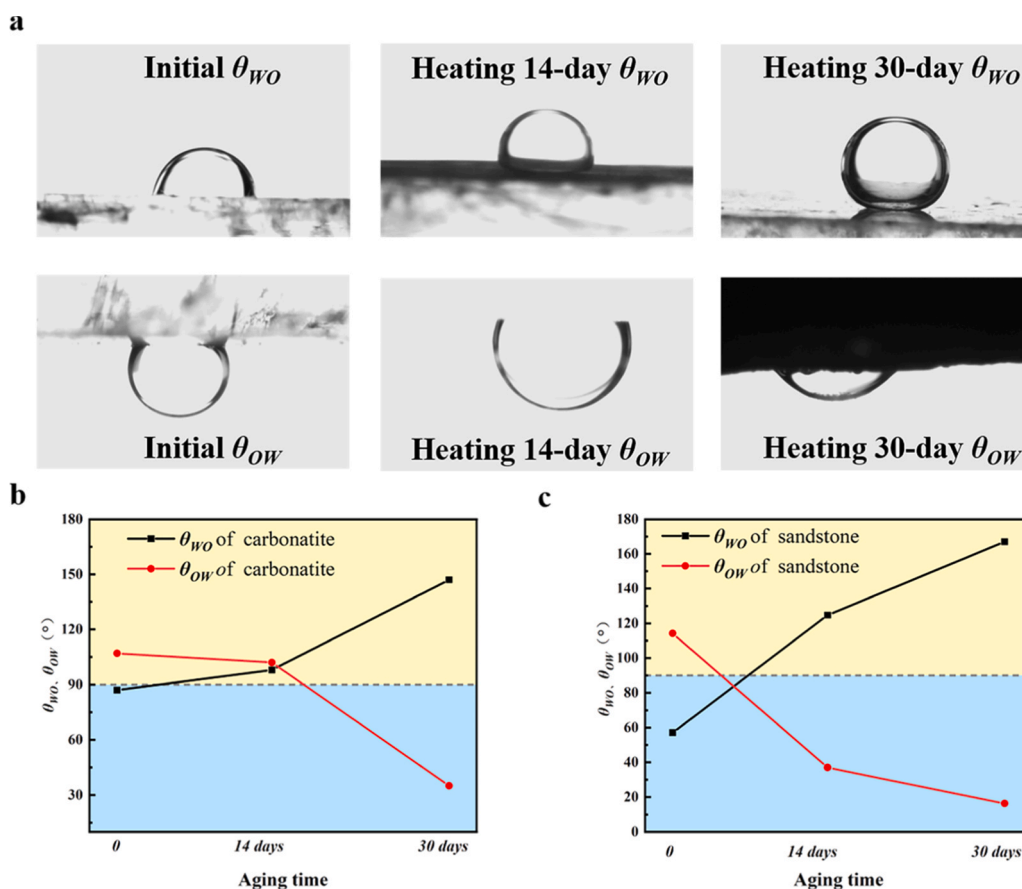 a
Initial θWO
Heating 14-day θWO
Heating 30-day θWO
Initial θOW
Heating 14-day θOW
Heating 30-day θOW
b
θWO of carbonatite
θOW of carbonatite
180
150
120
90
60
30
θWO、θOW（°）
0
14 days
30 days
Aging time
c
θWO of sandstone
θOW of sandstone
180
160
140
120
100
80
60
40
20
0
θWO、θOW（°）
0
14 days
30 days
Aging time